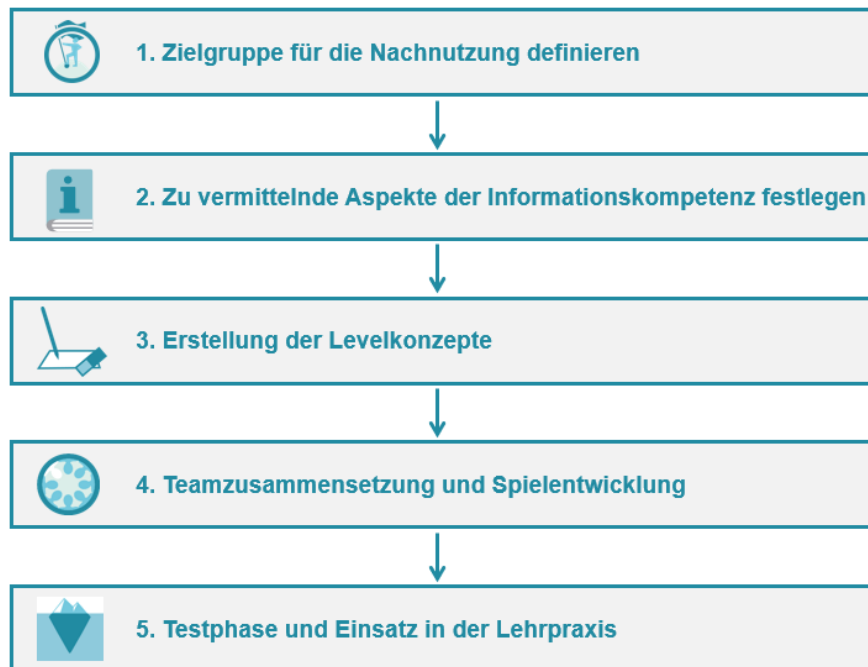 1. Zielgruppe für die Nachnutzung definieren
2. Zu vermittelnde Aspekte der Informationskompetenz festlegen
3. Erstellung der Levelkonzepte
4. Teamzusammensetzung und Spielentwicklung
5. Testphase und Einsatz in der Lehrpraxis